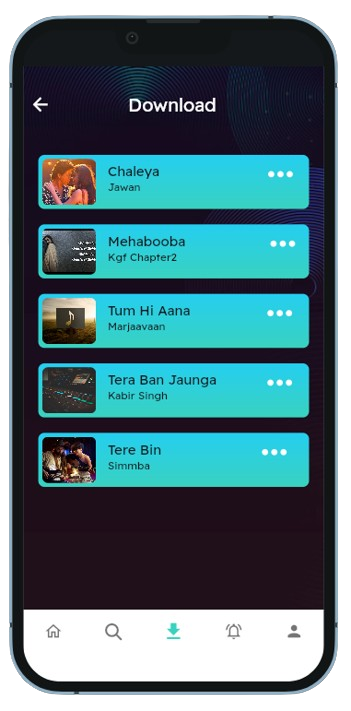 Download
Chaleya
Jawan
Mehabooba
Kgf Chapter2
Tum Hi Aana
Marjaavaan
Tera Ban Jaunga
Kabir Singh
Tere Bin
Simmba